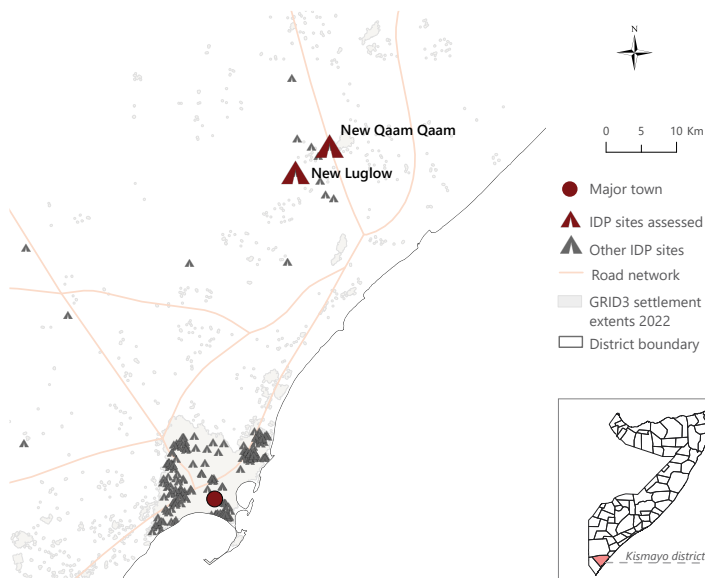 N
New Qaam Qaam
New Luglow
0 5 10 Km
Major town
IDP sites assessed
Other IDP sites
Road network
GRID3 settlement
extents 2022
District boundary
Kismayo district